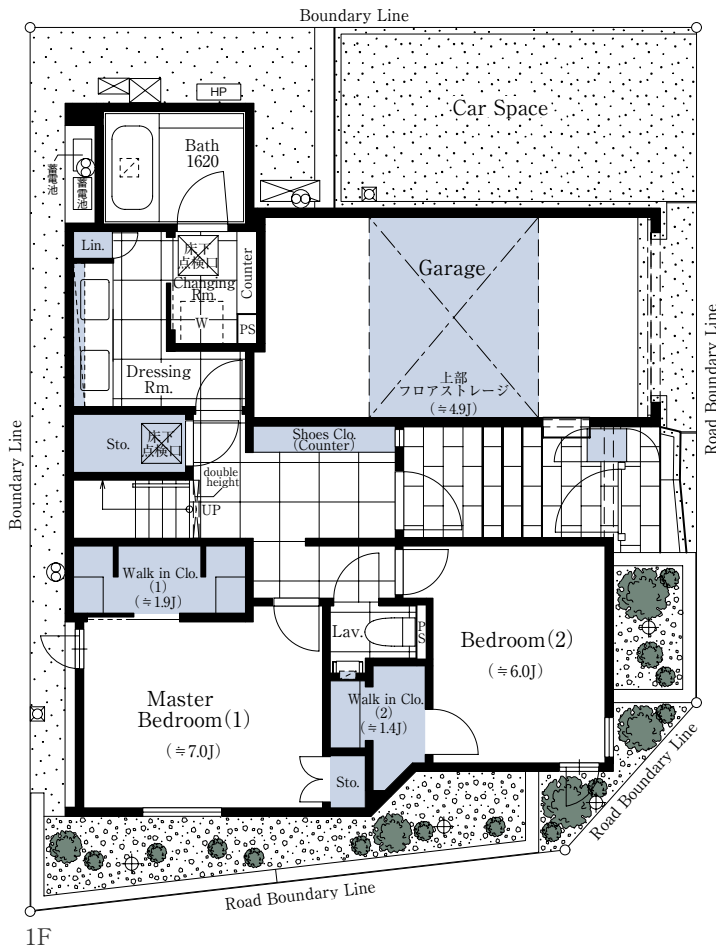 Boundary Line
HP
Car Space
Bath
1620
蓄電池
蓄電池
Lin.
床下
点検口
Changing
Rm.
Counter
W
PS
Garage
上部
フロアストレージ
(≒4.9J)
Road Boundary Line
Dressing
Rm.
Boundary Line
Sto.
床下
点検口
Shoes Clo.
(Counter)
double
height
UP
Walk in Clo.
(1)
(≒1.9J)
Lav.
PS
Bedroom(2)
(≒6.0J)
Master
Bedroom(1)
(≒7.0J)
Walk in Clo.
(2)
(≒1.4J)
Sto.
Road Boundary Line
Road Boundary Line
1F